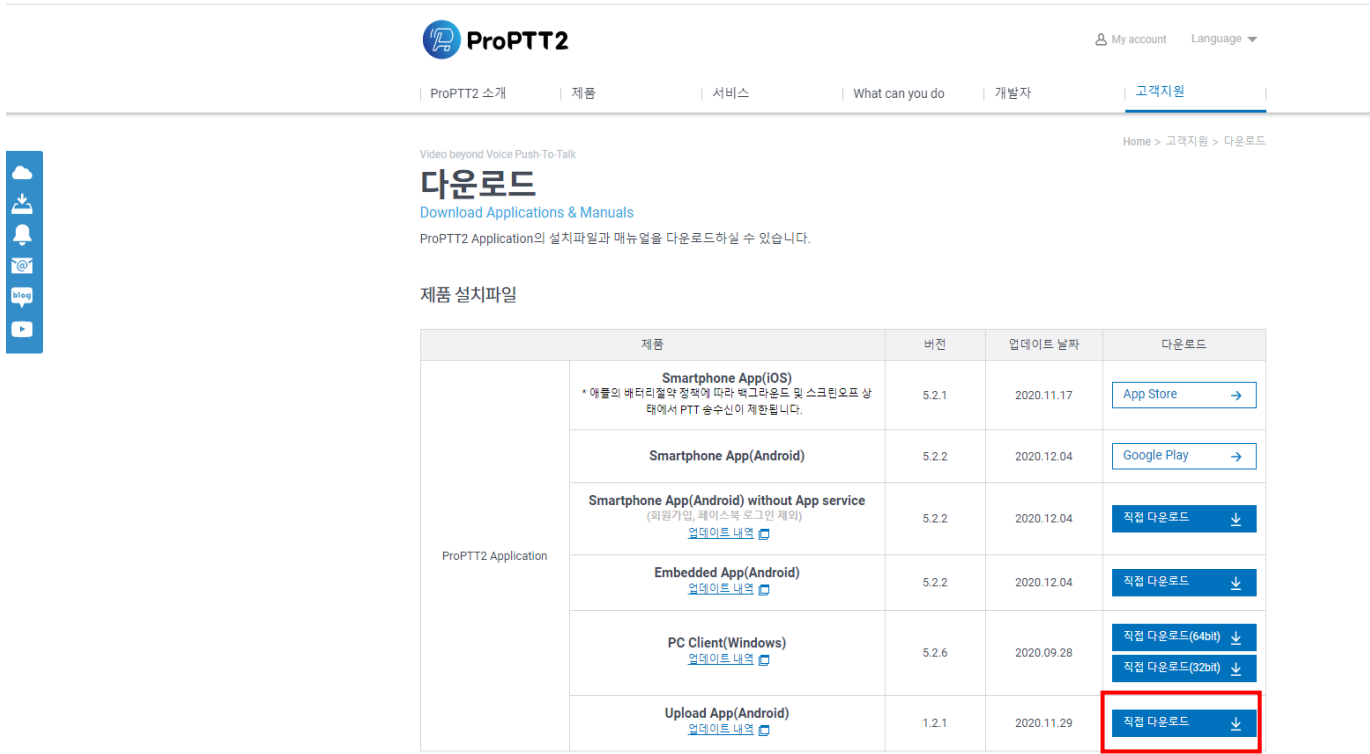 ProPTT2
My account Language
ProPTT2 소개 제품 서비스 What can you do 개발자 고객지원
Home > 고객지원 > 다운로드
Video beyond Voice Push-To-Talk
다운로드
Download Applications & Manuals
ProPTT2 Application의 설치파일과 매뉴얼을 다운로드하실 수 있습니다.
blog
제품 설치파일
제품 버전 업데이트 날짜 다운로드
ProPTT2 Application
Smartphone App(iOS)
* 애플의 배터리절약 정책에 따라 백그라운드 및 스크린오프 상
태에서 PTT 송수신이 제한됩니다.
5.2.1 2020.11.17 App Store
Smartphone App(Android) 5.2.2 2020.12.04 Google Play
Smartphone App(Android) without App service
(회원가입, 페이스북 로그인 제외)
업데이트 내역
5.2.2 2020.12.04 직접 다운로드
Embedded App(Android)
업데이트 내역
5.2.2 2020.12.04 직접 다운로드
PC Client(Windows)
업데이트 내역
5.2.6 2020.09.28 직접 다운로드(64bit)
직접 다운로드(32bit)
Upload App(Android)
업데이트 내역
1.2.1 2020.11.29 직접 다운로드